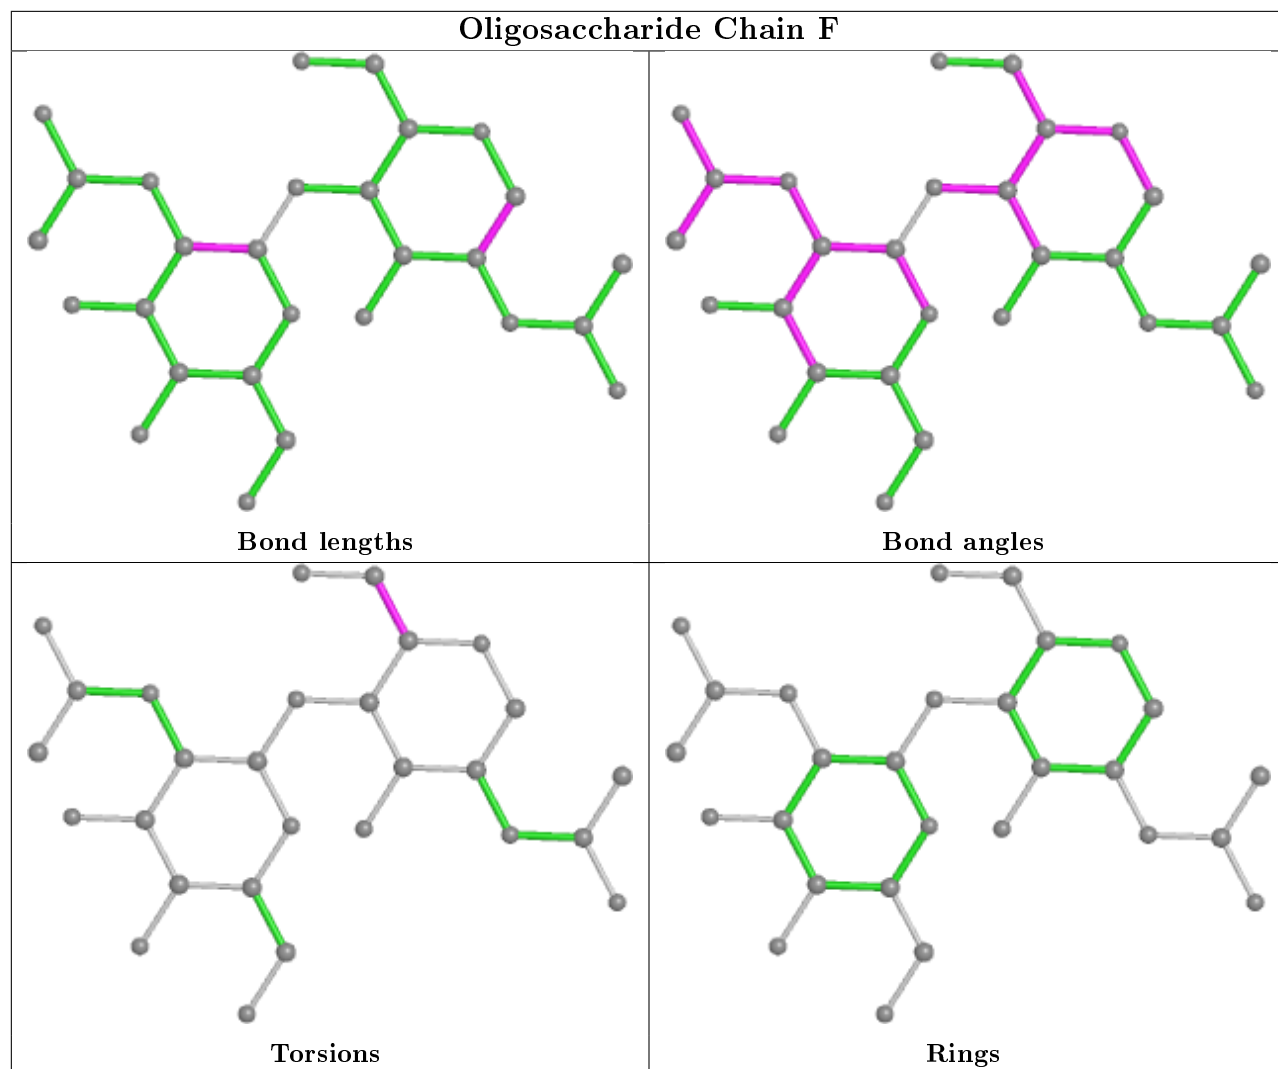 Oligosaccharide Chain F
Bond lengths
Bond angles
Torsions
Rings